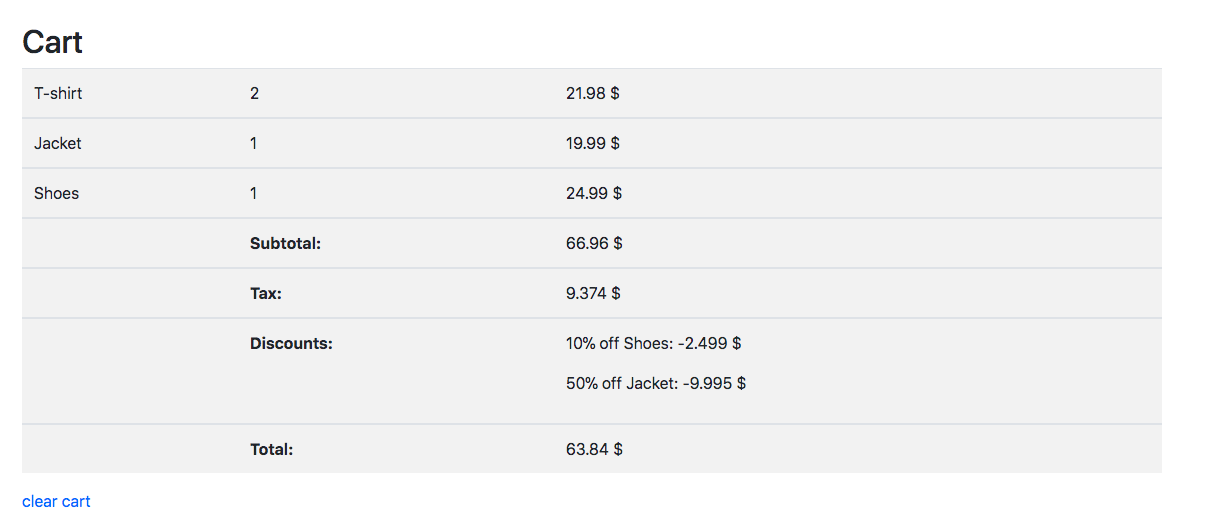 Cart
T-shirt 2 21.98 $
Jacket 1 19.99 $
Shoes 1 24.99 $
Subtotal: 66.96 $
Tax: 9.374 $
Discounts: 10% off Shoes: -2.499 $
50% off Jacket: -9.995 $
Total: 63.84 $
clear cart